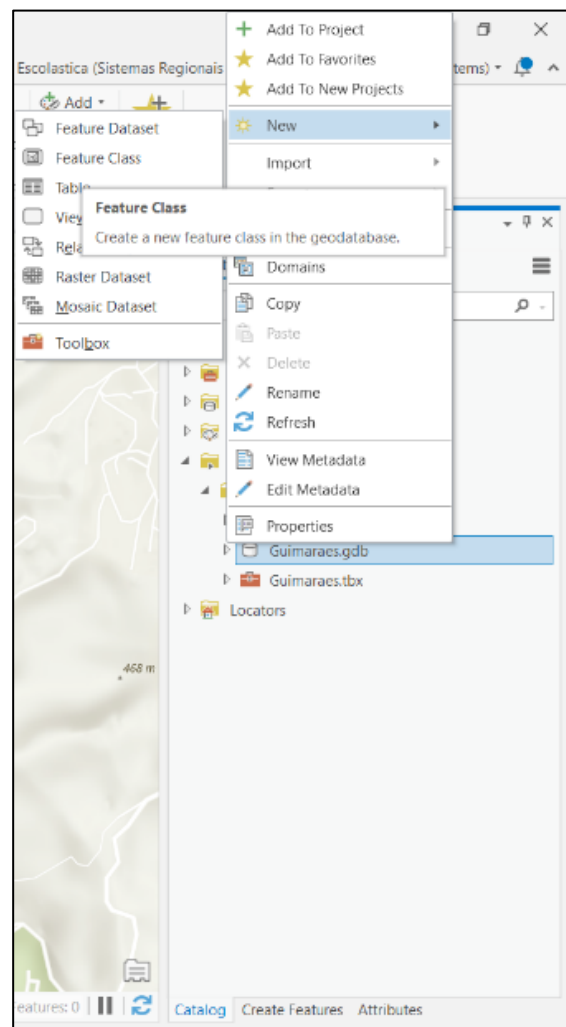 Add To Project
Escolastica (Sistemas Regionais
Add To Favorites
tems)
Add To New Projects
Add
Feature Dataset
New
Feature Class
Import
Table
Feature Class
Create a new feature class in the geodatabase.
Domains
Raster Dataset
Mosaic Dataset
Copy
Paste
Toolbox
Delete
Rename
Refresh
View Metadata
Edit Metadata
Properties
Guimaraes.gdb
Guimaraes.tbx
Locators
468 m
eatures: 0
Catalog Create Features Attributes